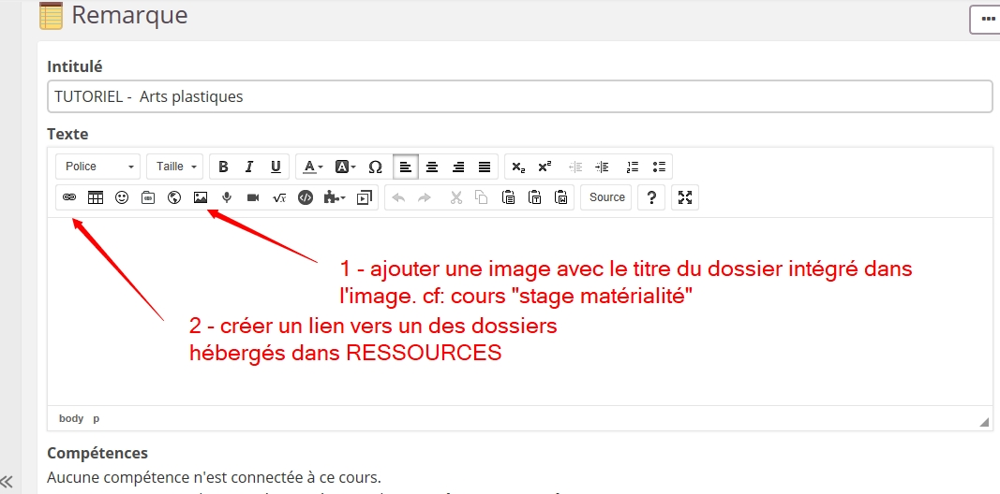 Remarque
Intitulé
TUTORIEL - Arts plastiques
Texte
Police Taille B I U A A Ω x₂ x²
√x Source ?
1 - ajouter une image avec le titre du dossier intégré dans
l'image. cf: cours "stage matérialité"
2 - créer un lien vers un des dossiers
hébergés dans RESSOURCES
body p
Compétences
Aucune compétence n'est connectée à ce cours.